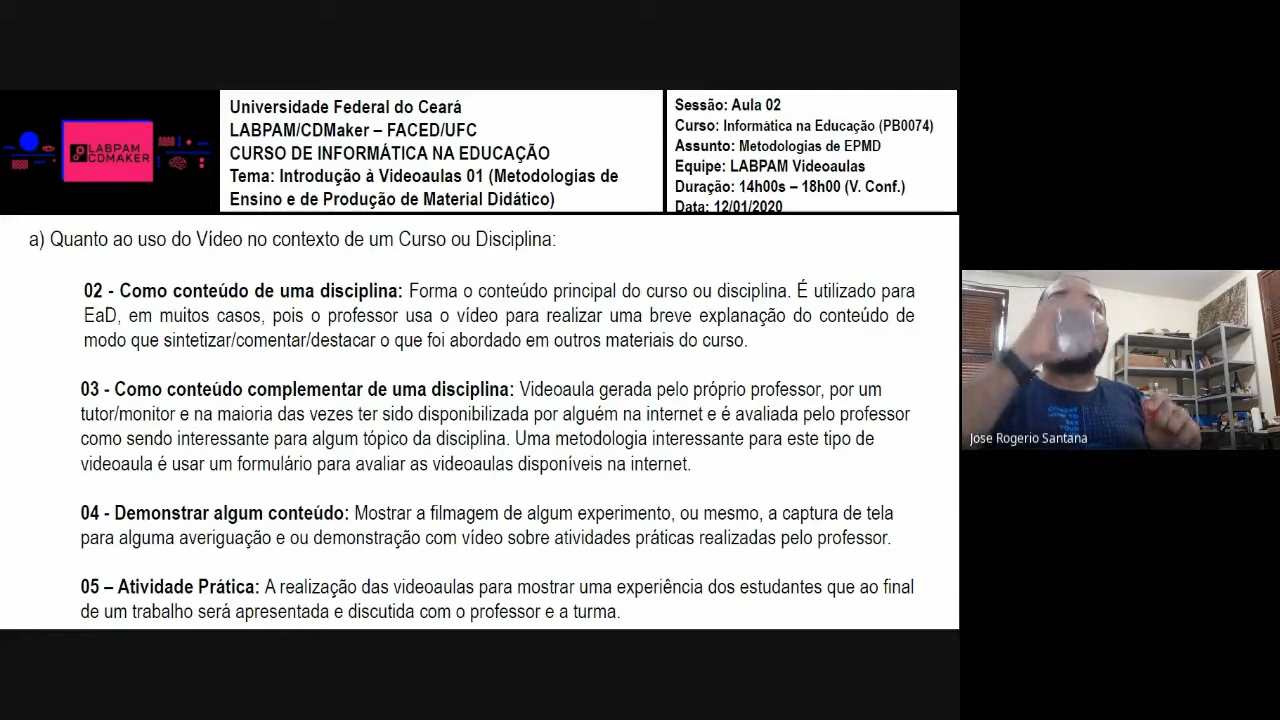 LABPAM
CDMAKER
Universidade Federal do Ceará
LABPAM/CDMaker – FACED/UFC
CURSO DE INFORMÁTICA NA EDUCAÇÃO
Tema: Introdução à Videoaulas 01 (Metodologias de
Ensino e de Produção de Material Didático)
Sessão: Aula 02
Curso: Informática na Educação (PB0074)
Assunto: Metodologias de EPMD
Equipe: LABPAM Videoaulas
Duração: 14h00s – 18h00 (V. Conf.)
Data: 12/01/2020
a) Quanto ao uso do Vídeo no contexto de um Curso ou Disciplina:
02 - Como conteúdo de uma disciplina: Forma o conteúdo principal do curso ou disciplina. É utilizado para
EaD, em muitos casos, pois o professor usa o vídeo para realizar uma breve explanação do conteúdo de
modo que sintetizar/comentar/destacar o que foi abordado em outros materiais do curso.
03 - Como conteúdo complementar de uma disciplina: Videoaula gerada pelo próprio professor, por um
tutor/monitor e na maioria das vezes ter sido disponibilizada por alguém na internet e é avaliada pelo professor
como sendo interessante para algum tópico da disciplina. Uma metodologia interessante para este tipo de
videoaula é usar um formulário para avaliar as videoaulas disponíveis na internet.
04 - Demonstrar algum conteúdo: Mostrar a filmagem de algum experimento, ou mesmo, a captura de tela
para alguma averiguação e ou demonstração com vídeo sobre atividades práticas realizadas pelo professor.
05 – Atividade Prática: A realização das videoaulas para mostrar uma experiência dos estudantes que ao final
de um trabalho será apresentada e discutida com o professor e a turma.
Jose Rogerio Santana